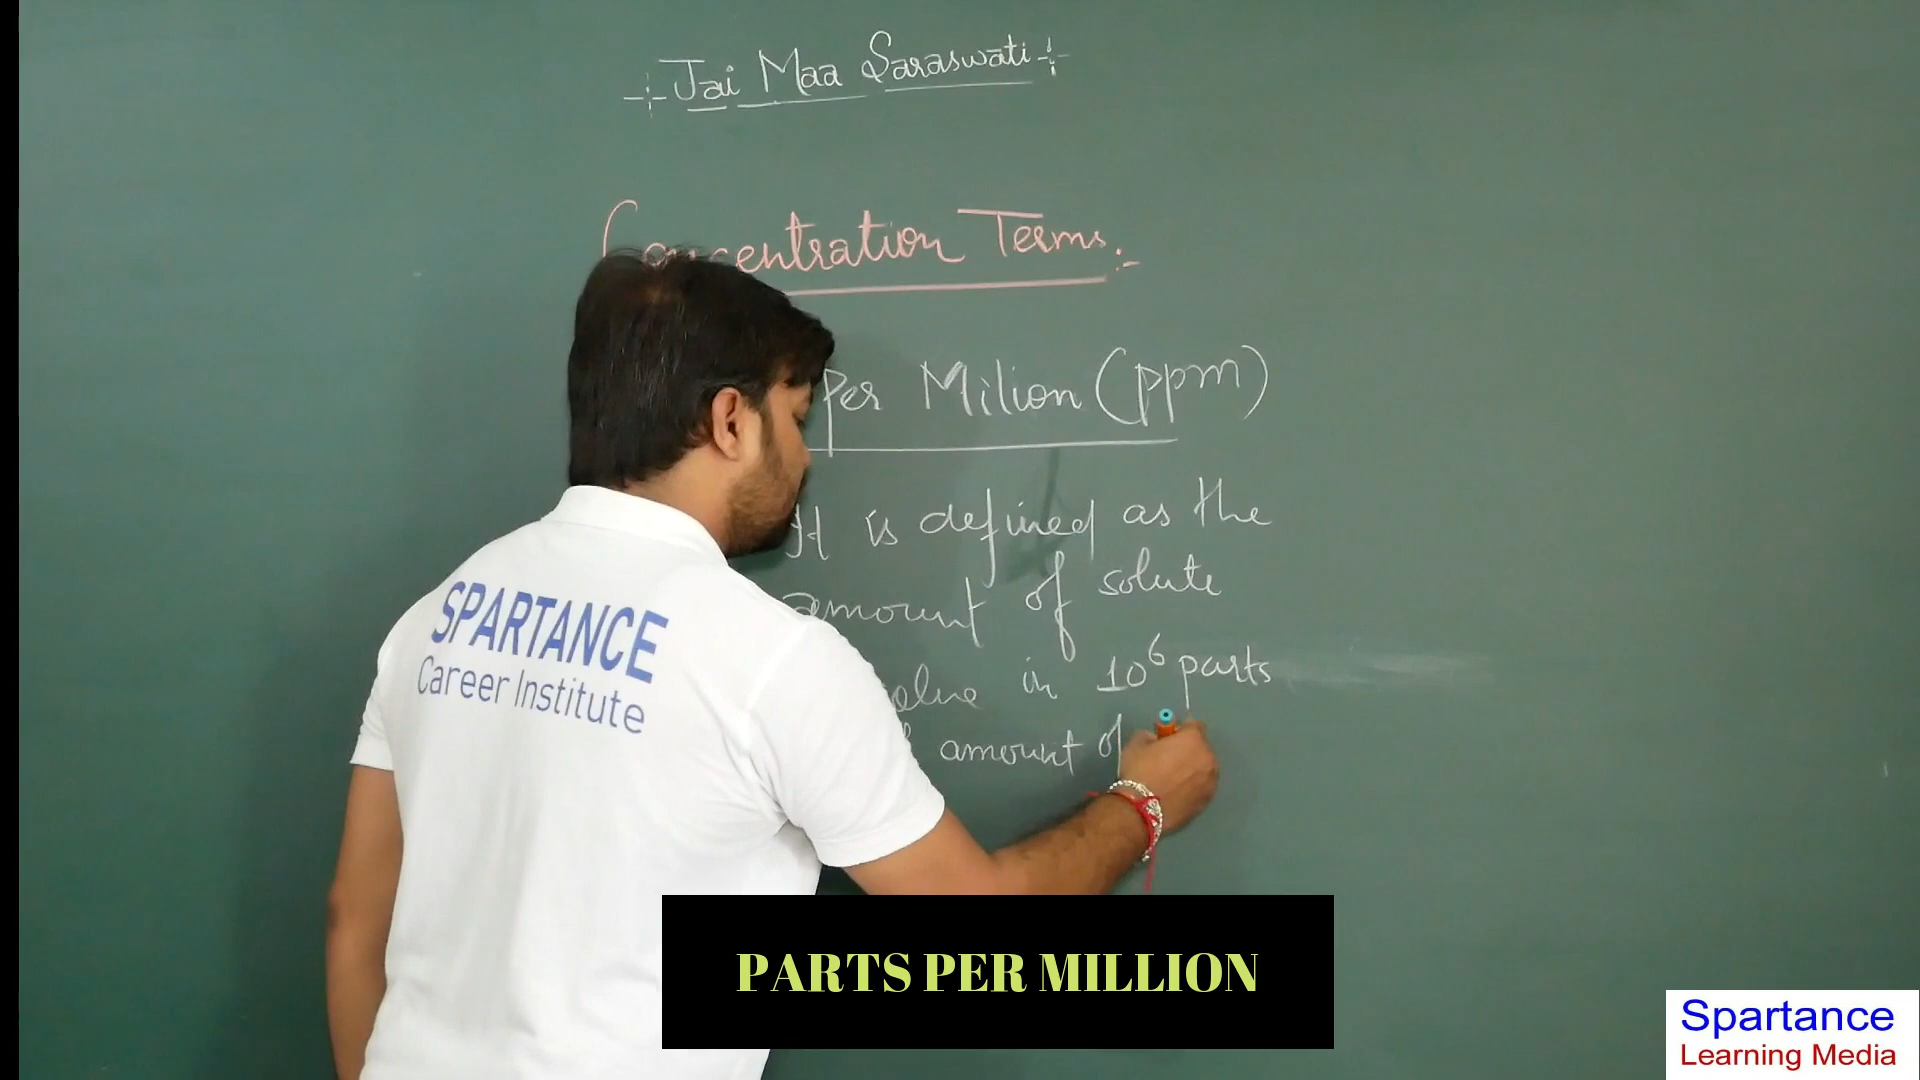 Jai Maa Saraswati
Concentration Terms :-
Per Milion (ppm)
It is defined as the
amount of solute
in 10⁶ parts
amount of
SPARTANCE
Career Institute
PARTS PER MILLION
Spartance
Learning Media